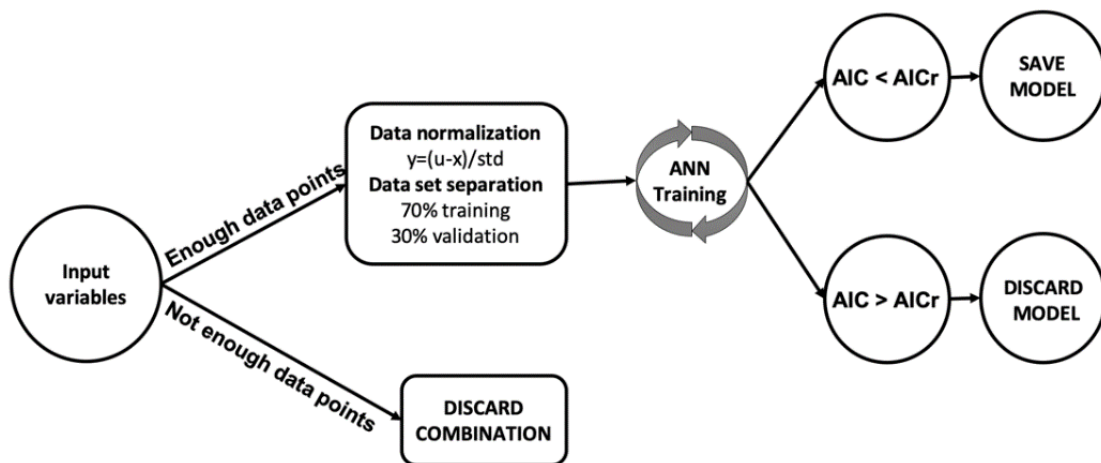 Input
variables
Enough data points
Not enough data points
Data normalization
y=(u-x)/std
Data set separation
70% training
30% validation
DISCARD
COMBINATION
ANN
Training
AIC < AICr
SAVE
MODEL
AIC > AICr
DISCARD
MODEL